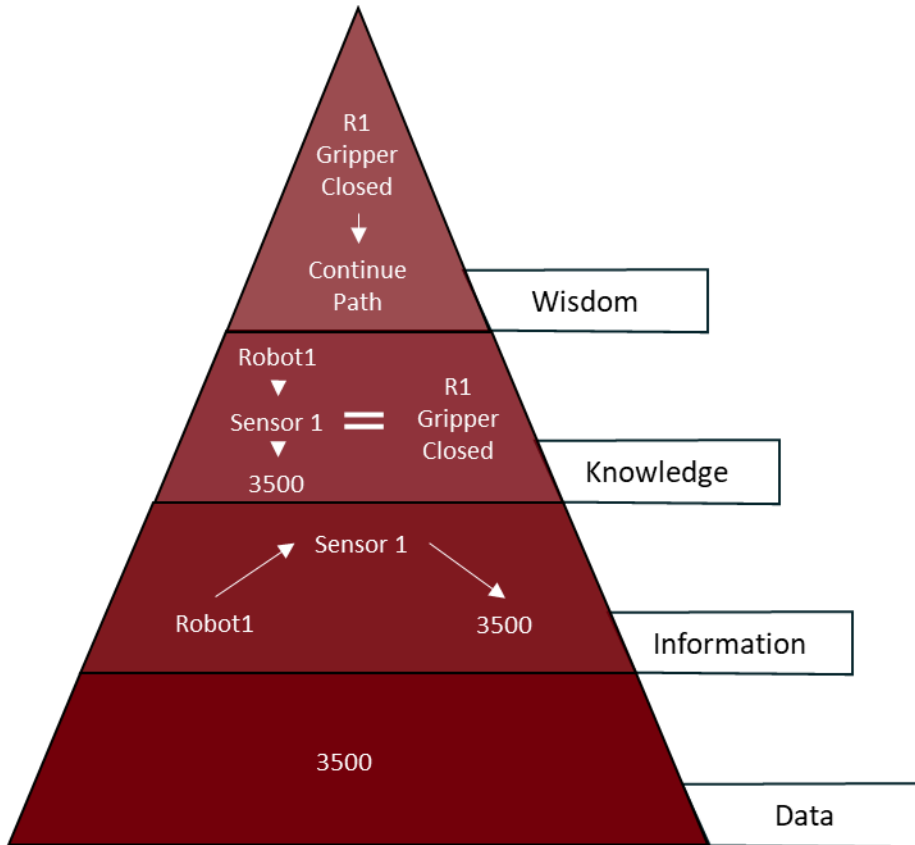 R1
Gripper
Closed
Continue
Path
Wisdom
Robot1
Sensor 1
3500
=
R1
Gripper
Closed
Knowledge
Sensor 1
Robot1
3500
Information
3500
Data